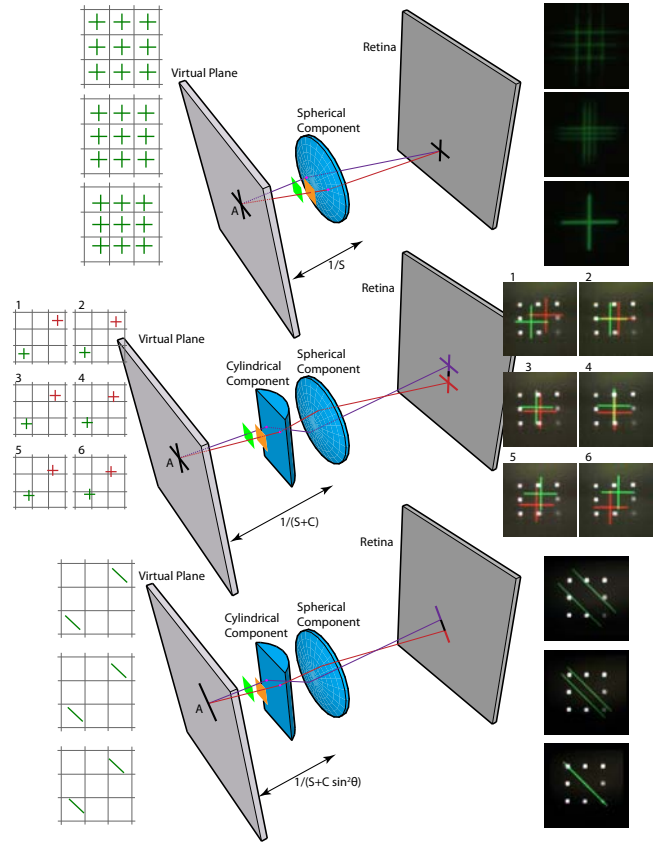 Retina
Virtual Plane
Spherical
Component
A
1/S
Retina
1
2
3
4
5
6
Virtual Plane
Cylindrical
Component
Spherical
Component
A
1/(S+C)
1
2
3
4
5
6
Retina
Virtual Plane
Cylindrical
Component
Spherical
Component
A
1/(S+C sin²θ)